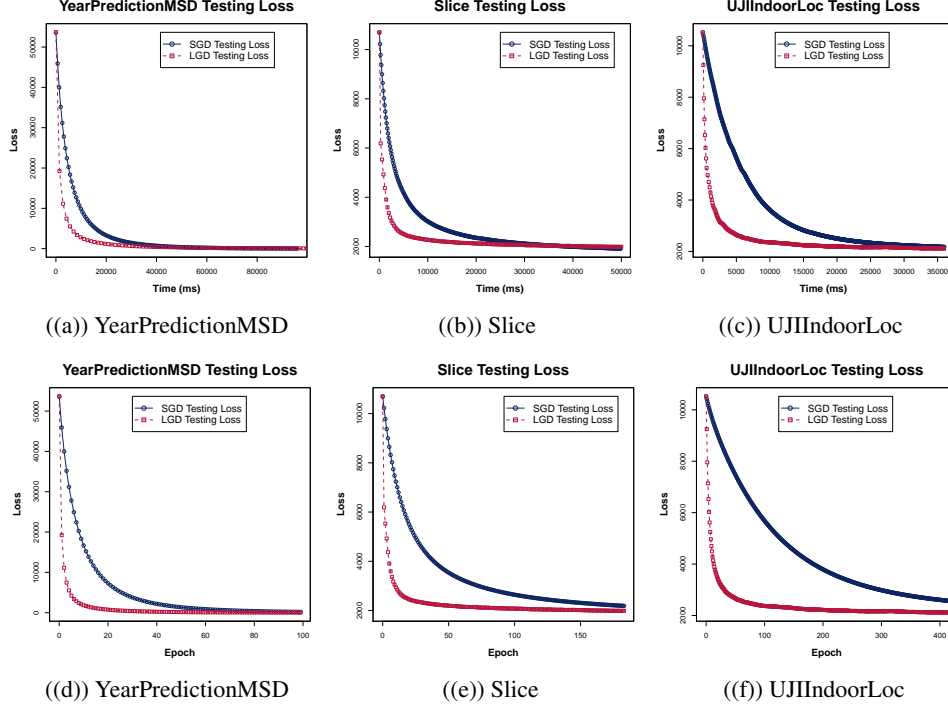 YearPredictionMSD Testing Loss
SGD Testing Loss
LGD Testing Loss
Loss
50000
40000
30000
20000
10000
0
0 20000 40000 60000 80000
Time (ms)
((a)) YearPredictionMSD
Slice Testing Loss
SGD Testing Loss
LGD Testing Loss
Loss
10000
8000
6000
4000
2000
0 10000 20000 30000 40000 50000
Time (ms)
((b)) Slice
UJIIndoorLoc Testing Loss
SGD Testing Loss
LGD Testing Loss
Loss
10000
8000
6000
4000
2000
0 5000 10000 15000 20000 25000 30000 35000
Time (ms)
((c)) UJIIndoorLoc
YearPredictionMSD Testing Loss
SGD Testing Loss
LGD Testing Loss
Loss
50000
40000
30000
20000
10000
0
0 20 40 60 80 100
Epoch
((d)) YearPredictionMSD
Slice Testing Loss
SGD Testing Loss
LGD Testing Loss
Loss
10000
8000
6000
4000
2000
0 50 100 150
Epoch
((e)) Slice
UJIIndoorLoc Testing Loss
SGD Testing Loss
LGD Testing Loss
Loss
10000
8000
6000
4000
2000
0 100 200 300 400
Epoch
((f)) UJIIndoorLoc